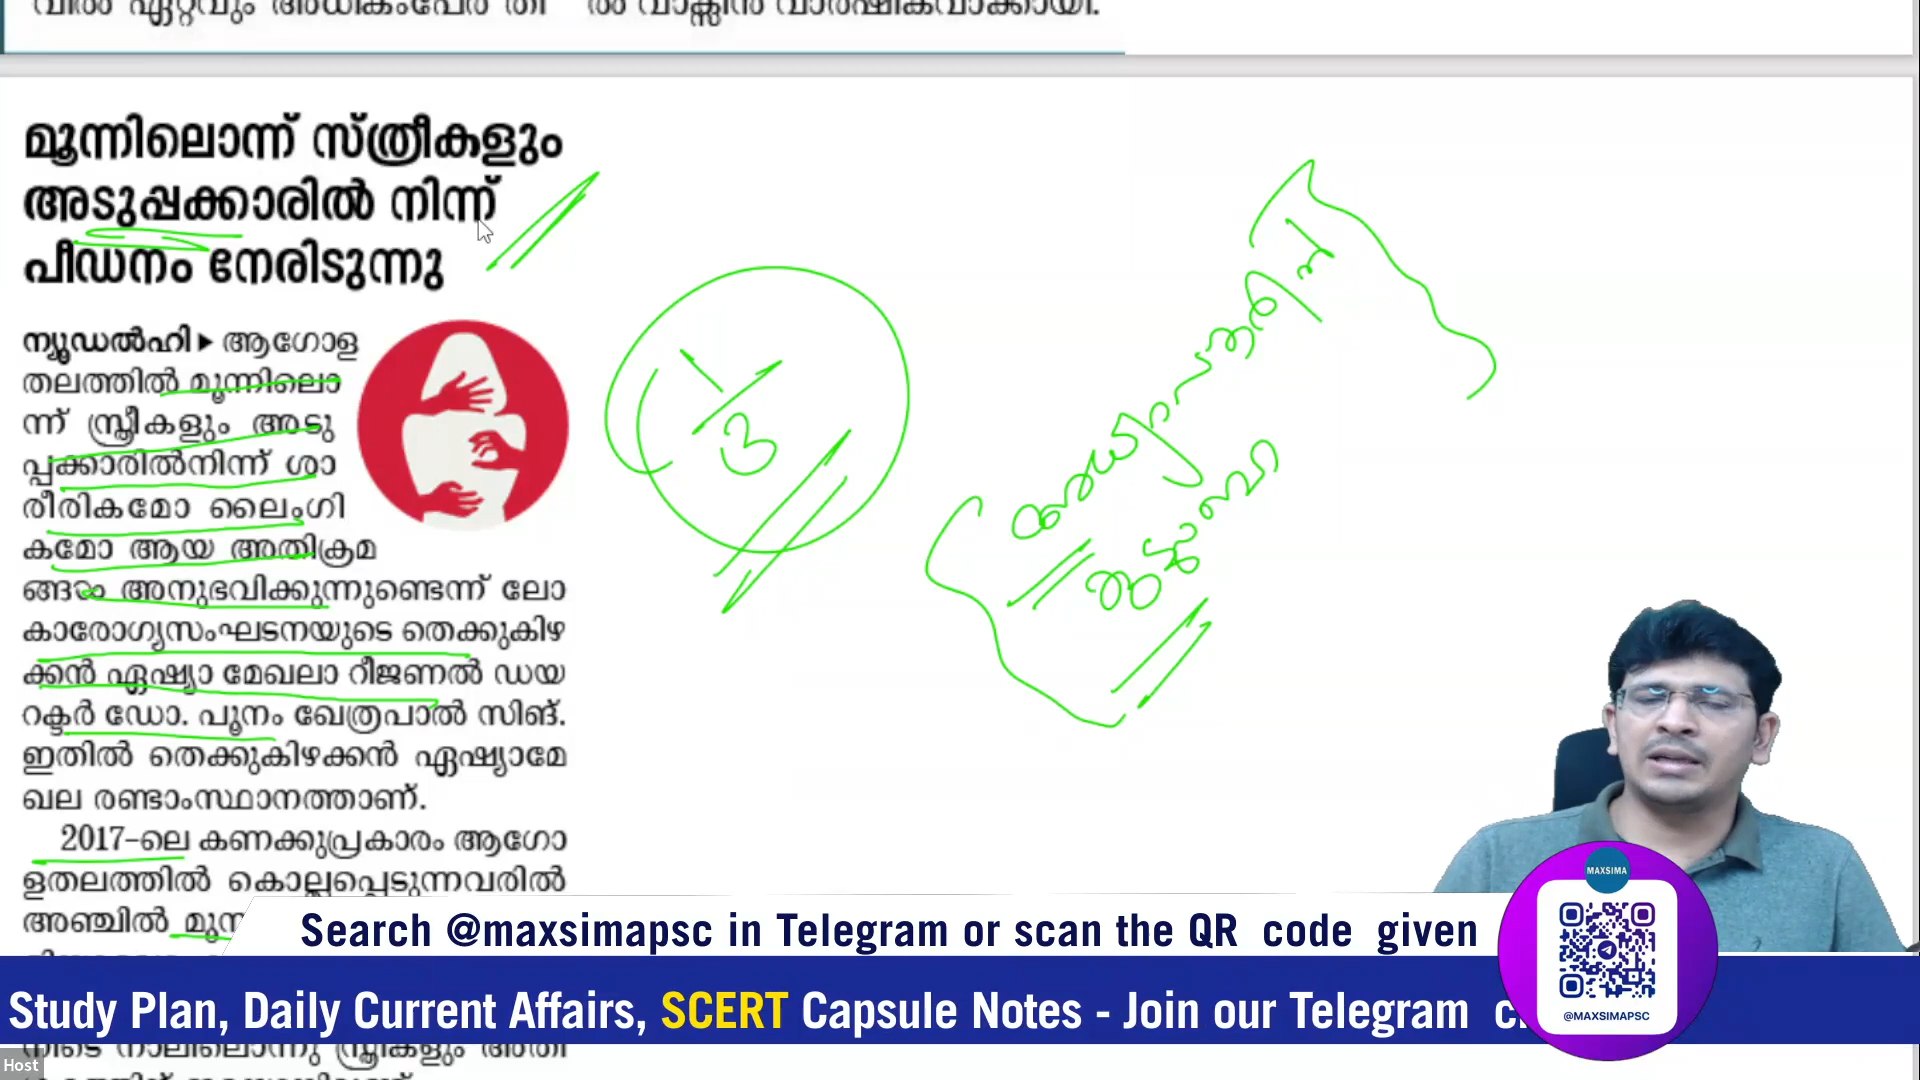 മൂന്നിലൊന്ന് സ്ത്രീകളും
അടുപ്പക്കാരിൽ നിന്ന്
പീഡനം നേരിടുന്നു
ന്യൂഡൽഹി ▸ ആഗോള
തലത്തിൽ മൂന്നിലൊ
ന്ന് സ്ത്രീകളും അടു
പ്പക്കാരിൽനിന്ന് ശാ
രീരികമോ ലൈംഗി
കമോ ആയ അതിക്രമ
ങ്ങൾ അനുഭവിക്കുന്നുണ്ടെന്ന് ലോ
കാരോഗ്യസംഘടനയുടെ തെക്കുകിഴ
ക്കൻ ഏഷ്യാ മേഖലാ റീജണൽ ഡയ
റക്ടർ ഡോ. പൂനം ഖേത്രപാൽ സിങ്.
ഇതിൽ തെക്കുകിഴക്കൻ ഏഷ്യാമേ
ഖല രണ്ടാംസ്ഥാനത്താണ്.
2017-ലെ കണക്കുപ്രകാരം ആഗോ
ളതലത്തിൽ കൊല്ലപ്പെടുന്നവരിൽ
അഞ്ചിൽ
1/3
Search @maxsimapsc in Telegram or scan the QR code given
MAXSIMA
Study Plan, Daily Current Affairs, SCERT Capsule Notes - Join our Telegram
@MAXSIMAPSC
Host